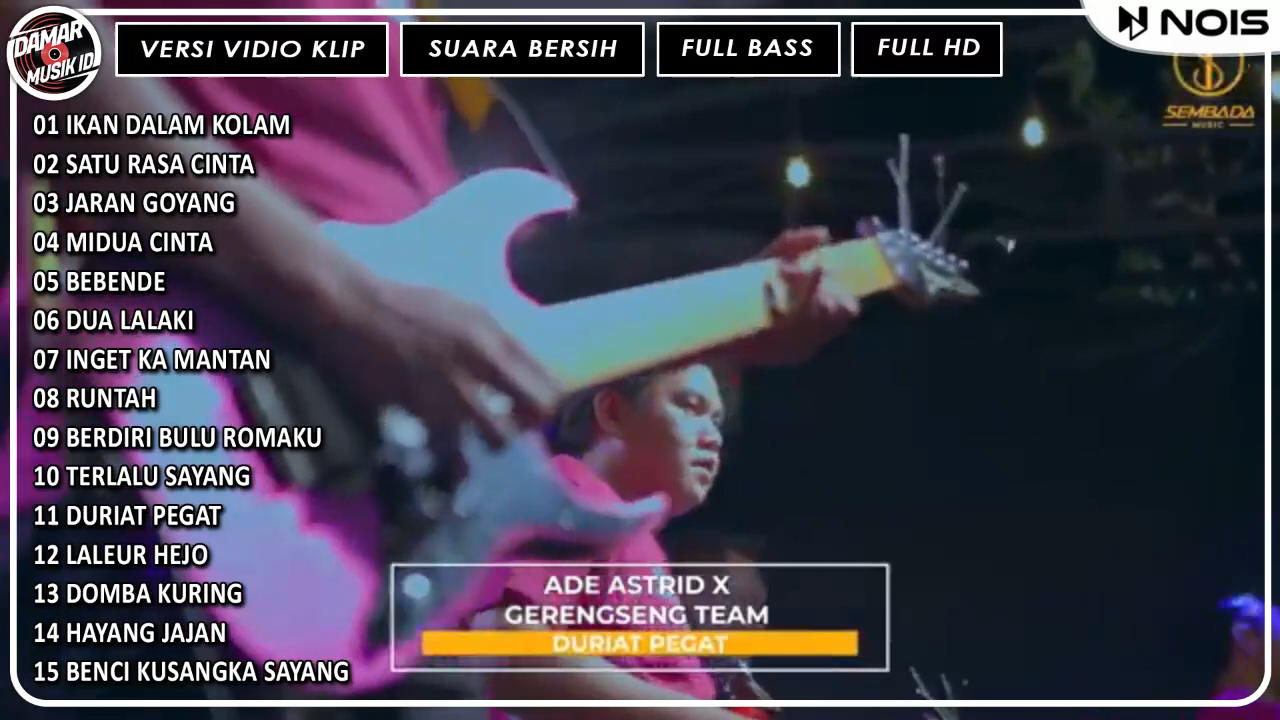 DAMAR
MUSIK ID
VERSI VIDIO KLIP
SUARA BERSIH
FULL BASS
FULL HD
NOIS
SEMBADA
MUSIC
01 IKAN DALAM KOLAM
02 SATU RASA CINTA
03 JARAN GOYANG
04 MIDUA CINTA
05 BEBENDE
06 DUA LALAKI
07 INGET KA MANTAN
08 RUNTAH
09 BERDIRI BULU ROMAKU
10 TERLALU SAYANG
11 DURIAT PEGAT
12 LALEUR HEJO
13 DOMBA KURING
14 HAYANG JAJAN
15 BENCI KUSANGKA SAYANG
ADE ASTRID X
GERENGSENG TEAM
DURIAT PEGAT